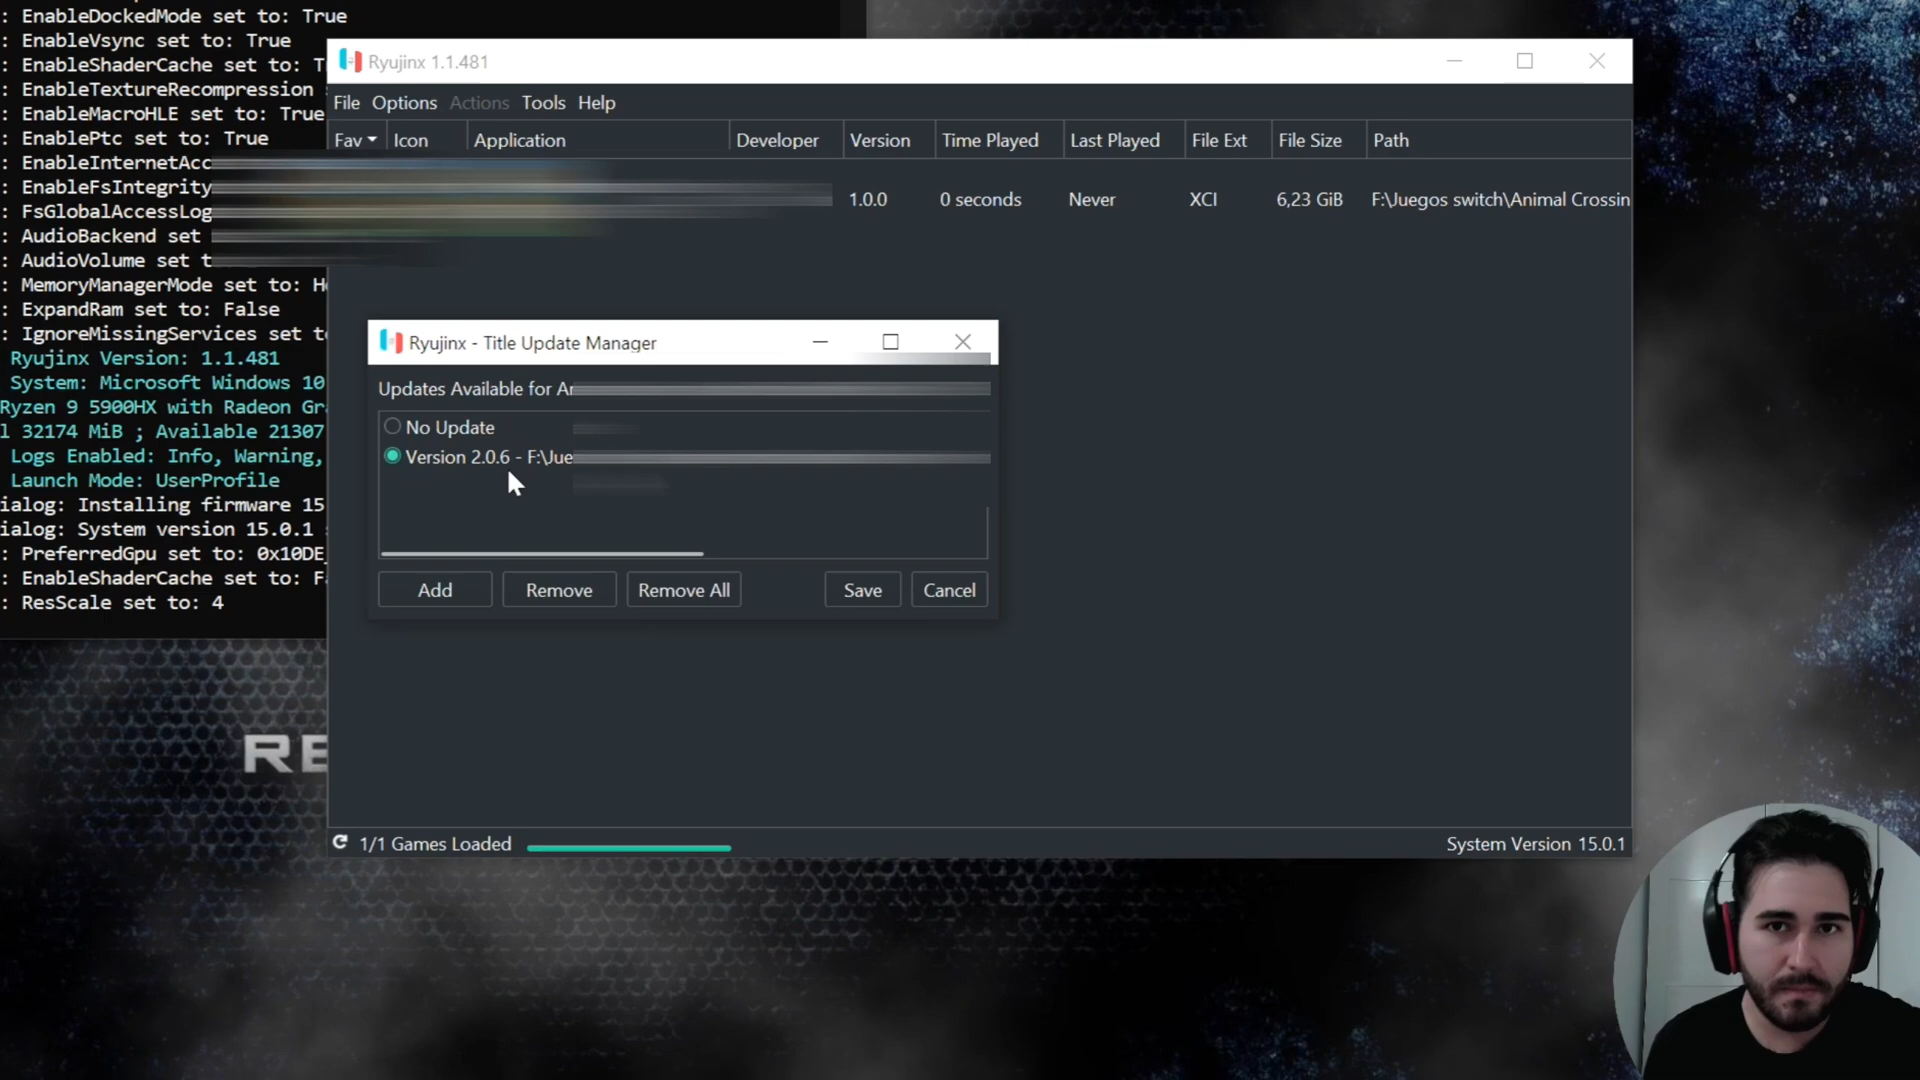 : EnableDockedMode set to: True
: EnableVsync set to: True
: EnableShaderCache set to:
: EnableTextureRecompression
: EnableMacroHLE set to: True
: EnablePtc set to: True
: EnableInternetAcc
: EnableFsIntegrity
: FsGlobalAccessLog
: AudioBackend set
: AudioVolume set t
: MemoryManagerMode set to: H
: ExpandRam set to: False
: IgnoreMissingServices set t
Ryujinx Version: 1.1.481
System: Microsoft Windows 10
Ryzen 9 5900HX with Radeon Gr
l 32174 MiB ; Available 21307
Logs Enabled: Info, Warning,
Launch Mode: UserProfile
ialog: Installing firmware 15
ialog: System version 15.0.1
: PreferredGpu set to: 0x10DE_
: EnableShaderCache set to: F
: ResScale set to: 4
Ryujinx 1.1.481
File Options Actions Tools Help
Fav Icon Application Developer Version Time Played Last Played File Ext File Size Path
1.0.0 0 seconds Never XCI 6,23 GiB F:\Juegos switch\Animal Crossin
Ryujinx - Title Update Manager
Updates Available for
No Update
Version 2.0.6 - F:\Jue
Add Remove Remove All Save Cancel
1/1 Games Loaded
System Version 15.0.1
RE